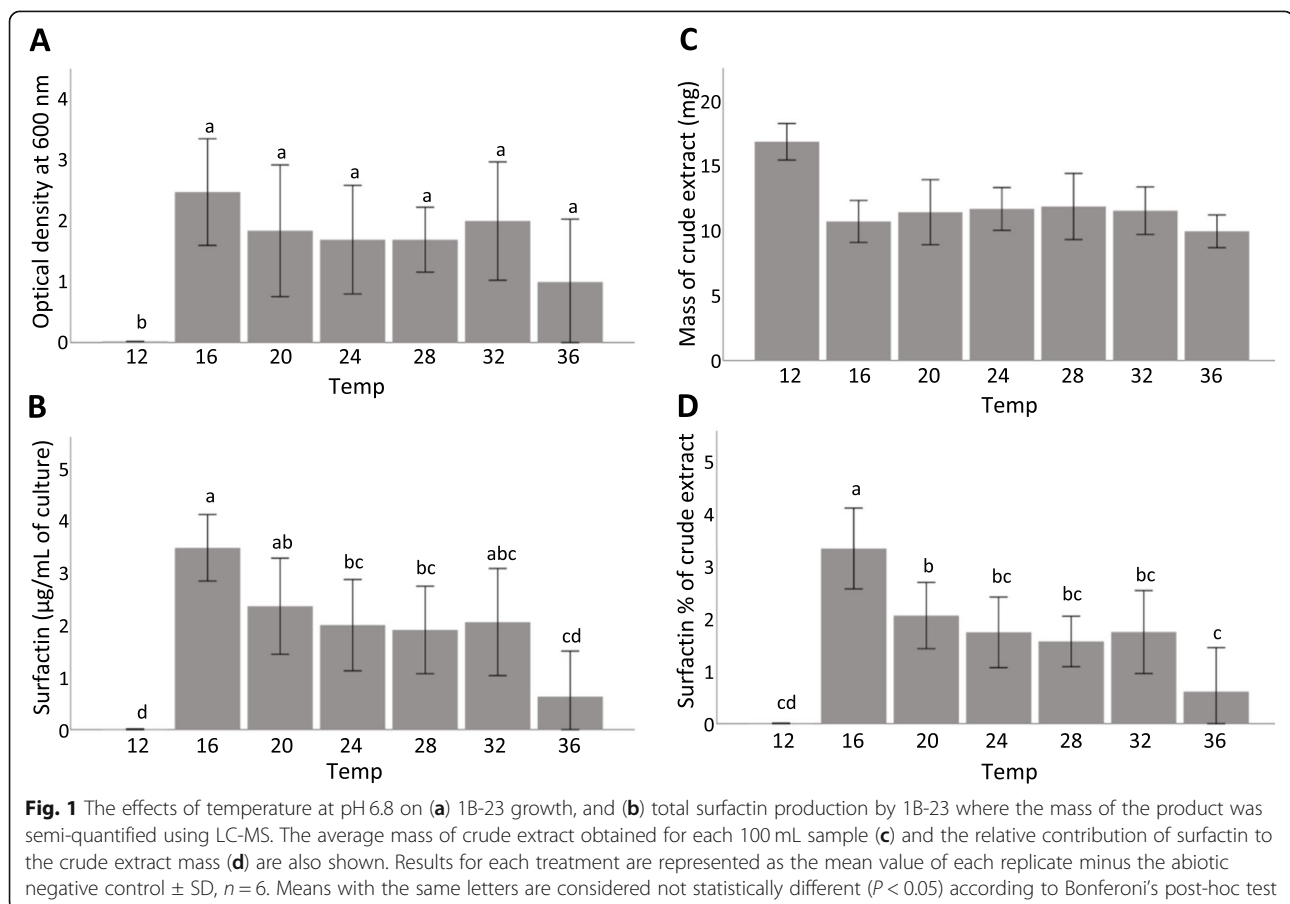 A
Optical density at 600 nm
4
3
2
1
0
b
a
a
a
a
a
a
12 16 20 24 28 32 36
Temp
B
Surfactin (µg/mL of culture)
5
4
3
2
1
0
d
a
ab
bc
bc
abc
cd
12 16 20 24 28 32 36
Temp
C
Mass of crude extract (mg)
20
15
10
5
0
12 16 20 24 28 32 36
Temp
D
Surfactin % of crude extract
5
4
3
2
1
0
cd
a
b
bc
bc
bc
c
12 16 20 24 28 32 36
Temp
Fig. 1 The effects of temperature at pH 6.8 on (a) 1B-23 growth, and (b) total surfactin production by 1B-23 where the mass of the product was
semi-quantified using LC-MS. The average mass of crude extract obtained for each 100 mL sample (c) and the relative contribution of surfactin to
the crude extract mass (d) are also shown. Results for each treatment are represented as the mean value of each replicate minus the abiotic
negative control ± SD, n = 6. Means with the same letters are considered not statistically different (P < 0.05) according to Bonferoni's post-hoc test